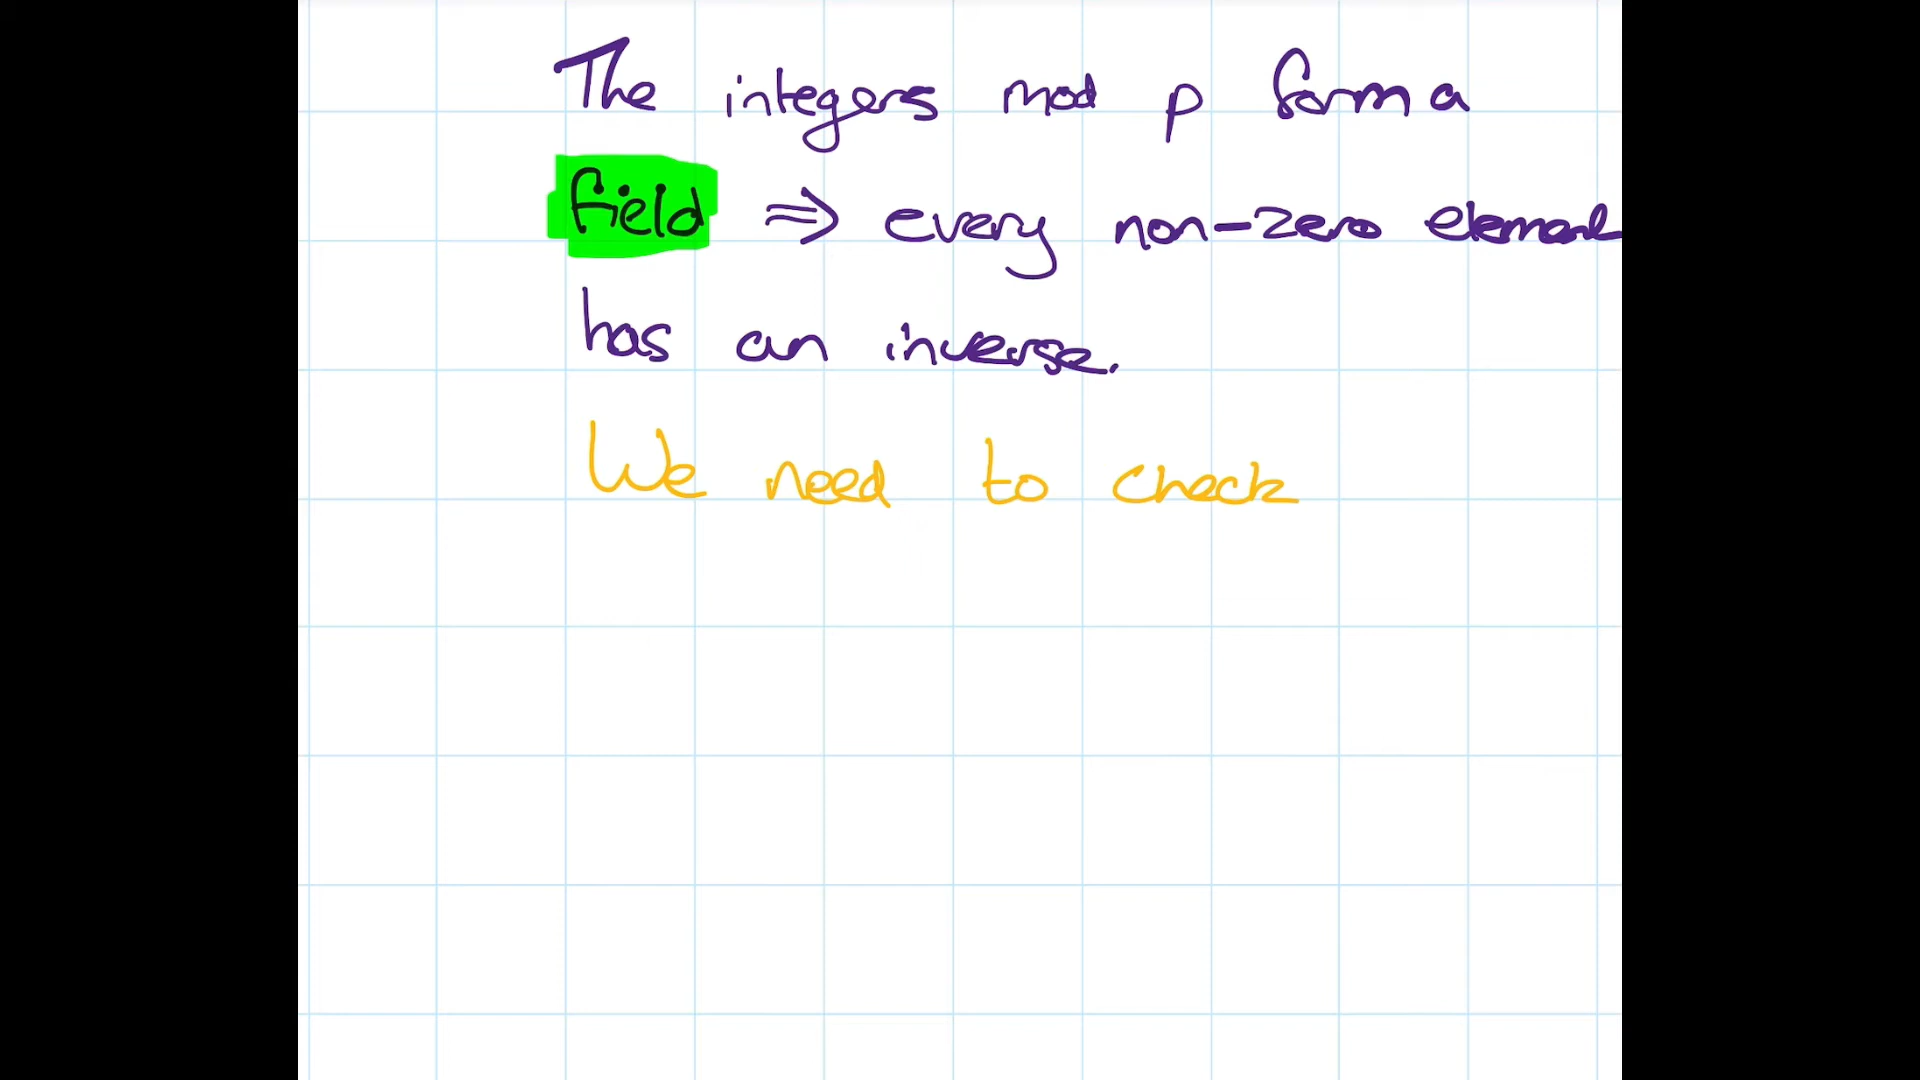 The integers mod p form a
field ⇒ every non-zero element
has an inverse.
We need to check